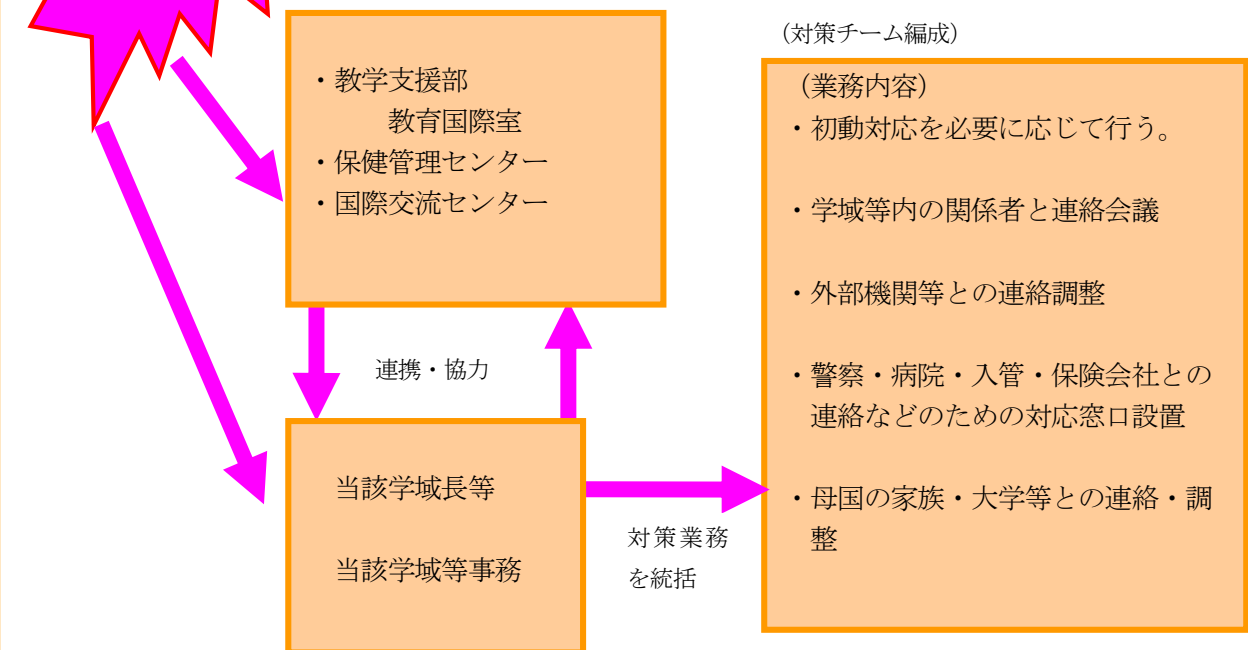 ・教学支援部
教育国際室
・保健管理センター
・国際交流センター
連携・協力
当該学域長等
当該学域等事務
対策業務
を統括
（対策チーム編成）
（業務内容）
・初動対応を必要に応じて行う。
・学域等内の関係者と連絡会議
・外部機関等との連絡調整
・警察・病院・入管・保険会社との
連絡などのための対応窓口設置
・母国の家族・大学等との連絡・調
整